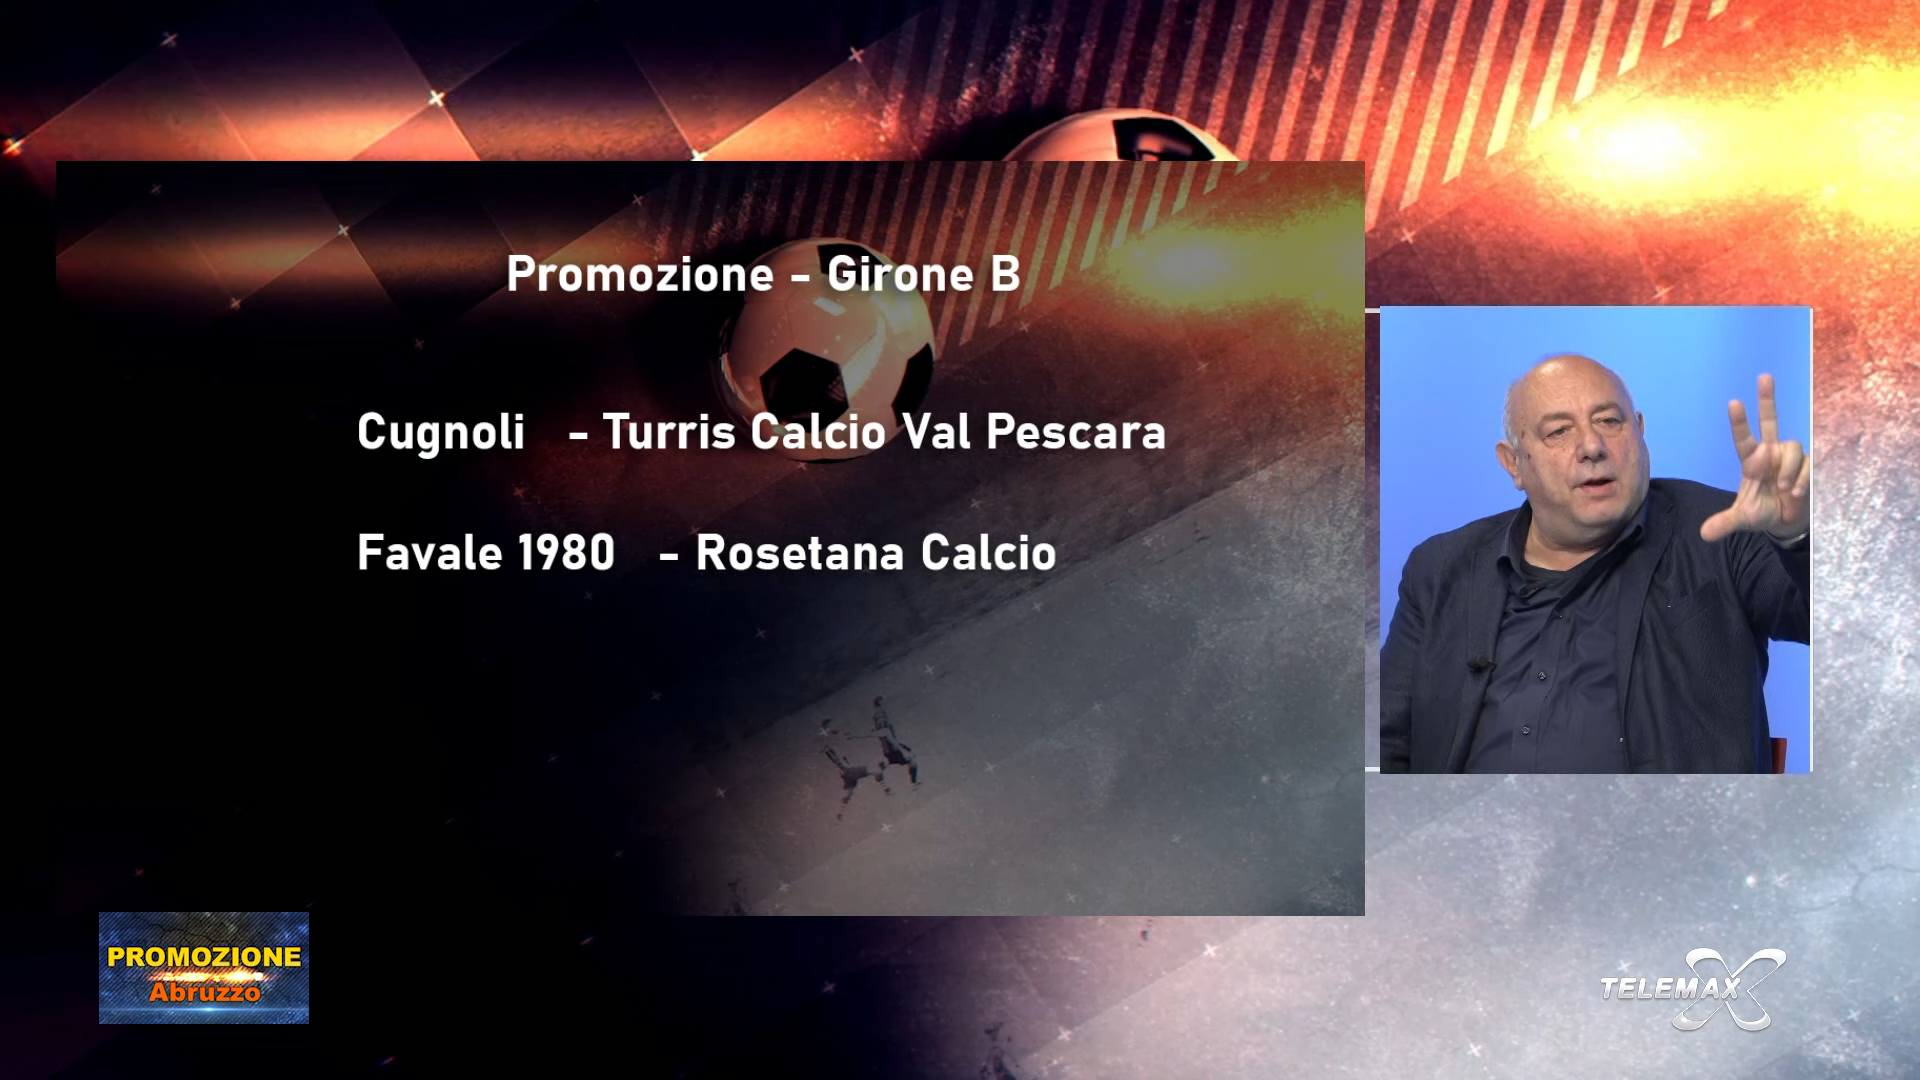 Promozione - Girone B
Cugnoli - Turris Calcio Val Pescara
Favale 1980 - Rosetana Calcio
PROMOZIONE
Abruzzo
TELEMAX